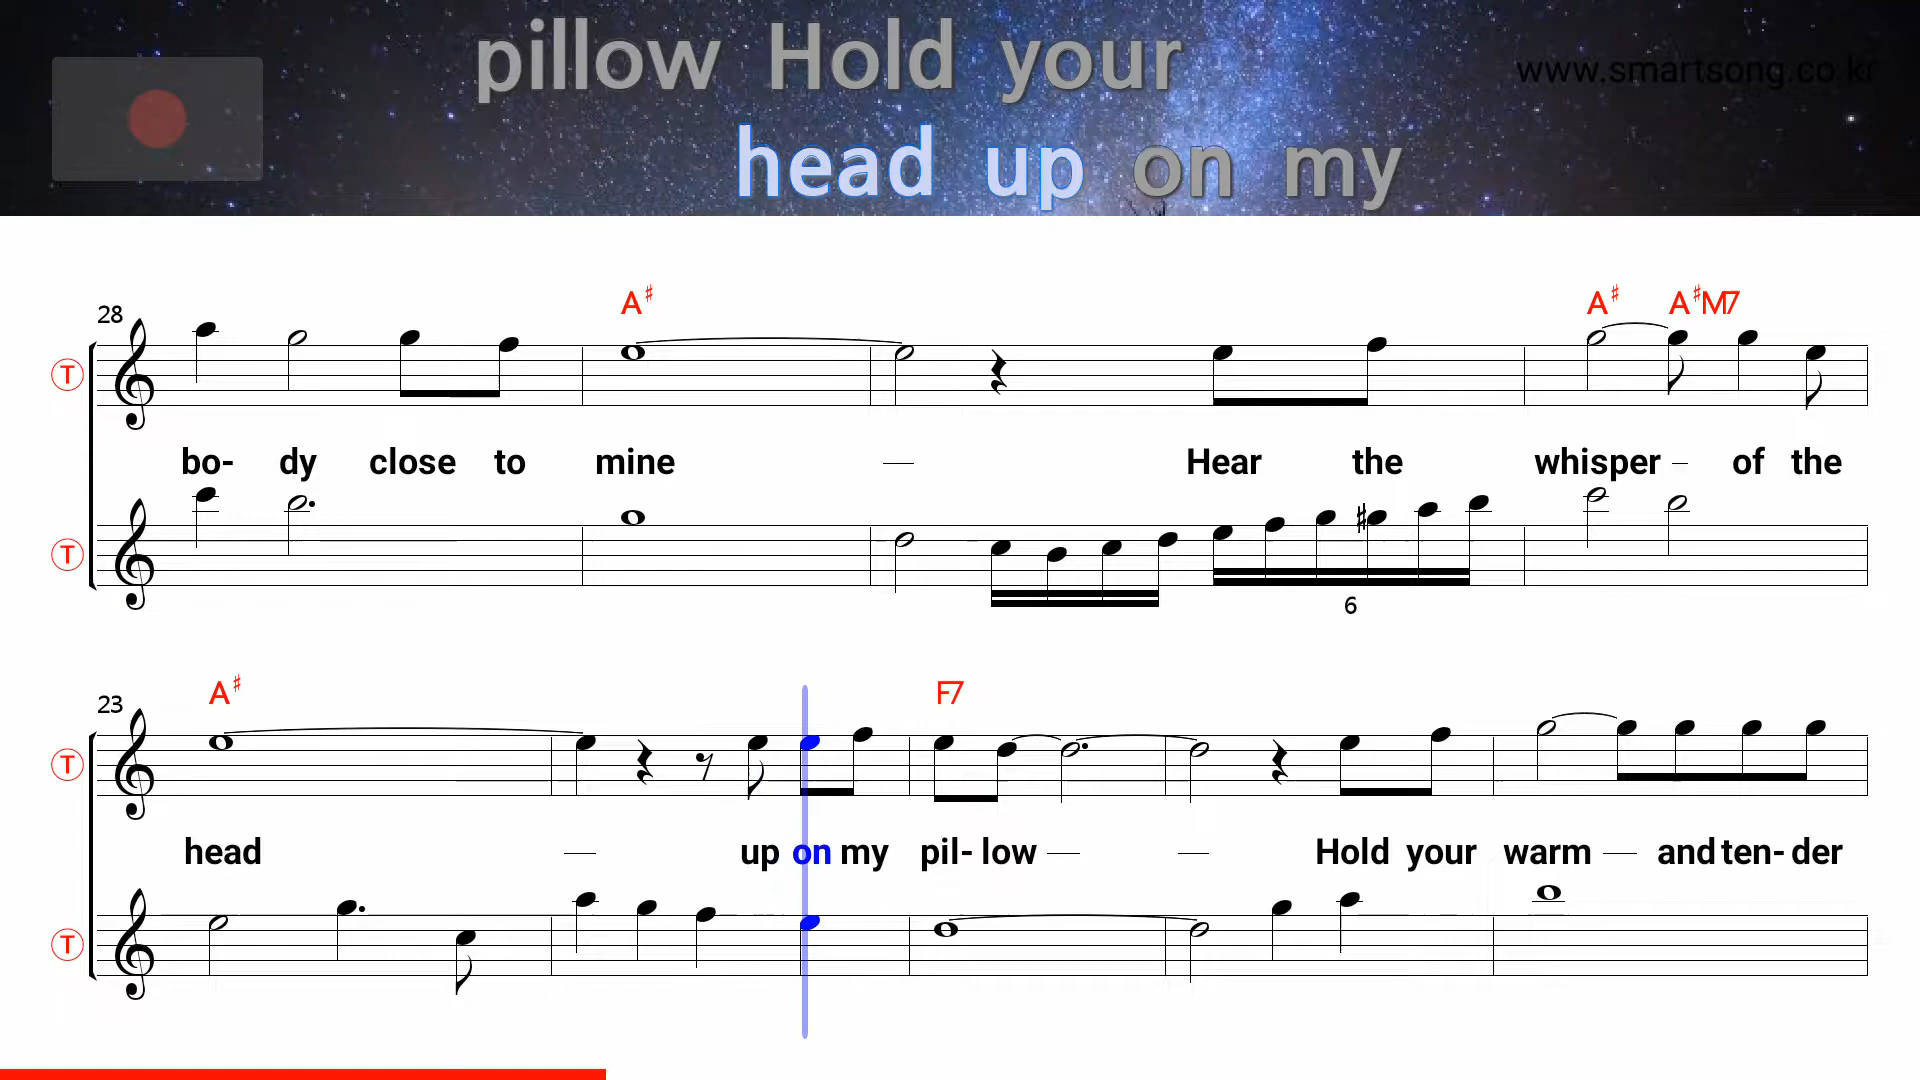 pillow Hold your
www.smartsong.co.kr
head up on my
28
A♯ A♯ A♯M7
T
bo- dy close to mine — Hear the whisper – of the
T
6
23
A♯ F7
T
head — up on my pil- low — — Hold your warm — and ten- der
T